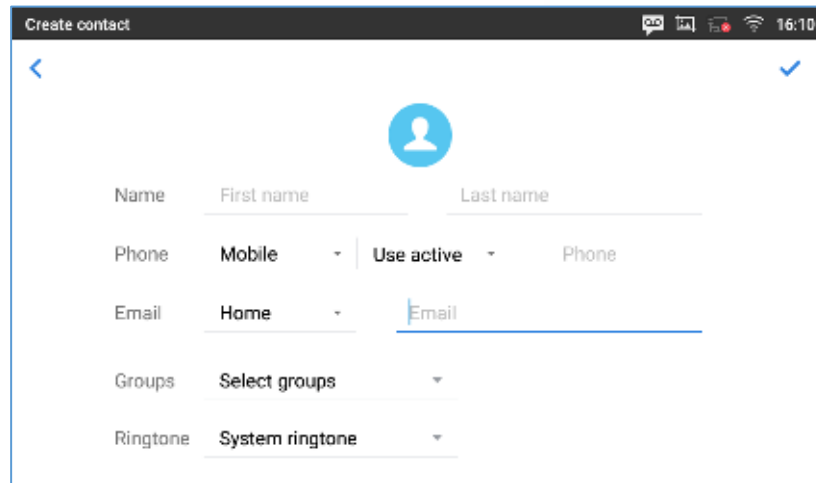 Create contact 16:10
Name First name Last name
Phone Mobile Use active Phone
Email Home Email
Groups Select groups
Ringtone System ringtone